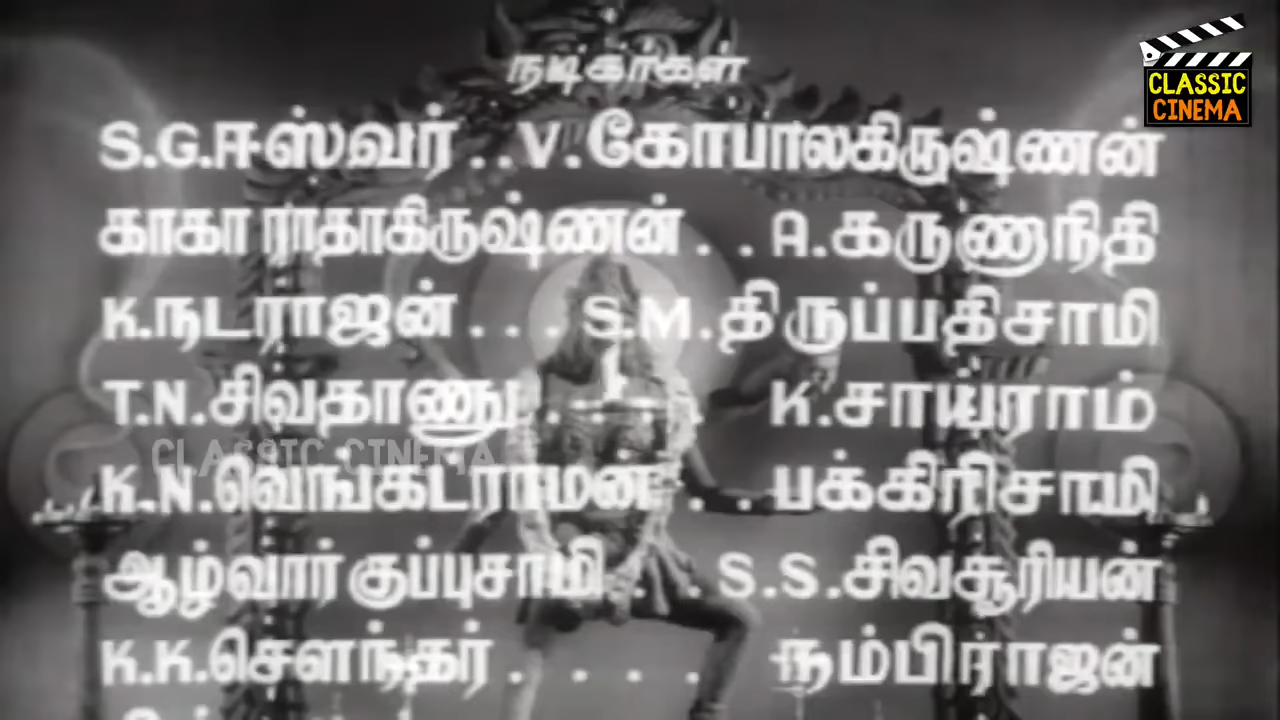 நடிகர்கள்
CLASSIC
CINEMA
S.G.ஈஸ்வர்..V.கோபாலகிருஷ்ணன்
காகா ராதாகிருஷ்ணன்..A.கருணாநிதி
K.நடராஜன்...S.M.திருப்பதிசாமி
T.N.சிவதாணு.. K.சாய்ராம்
CLASSIC CINEMA
K.N.வெங்கடராமன்..பக்கிரிசாமி
ஆழ்வார் குப்புசாமி..S.S.சிவசூரியன்
K.K.சௌந்தர்.... நம்பிராஜன்